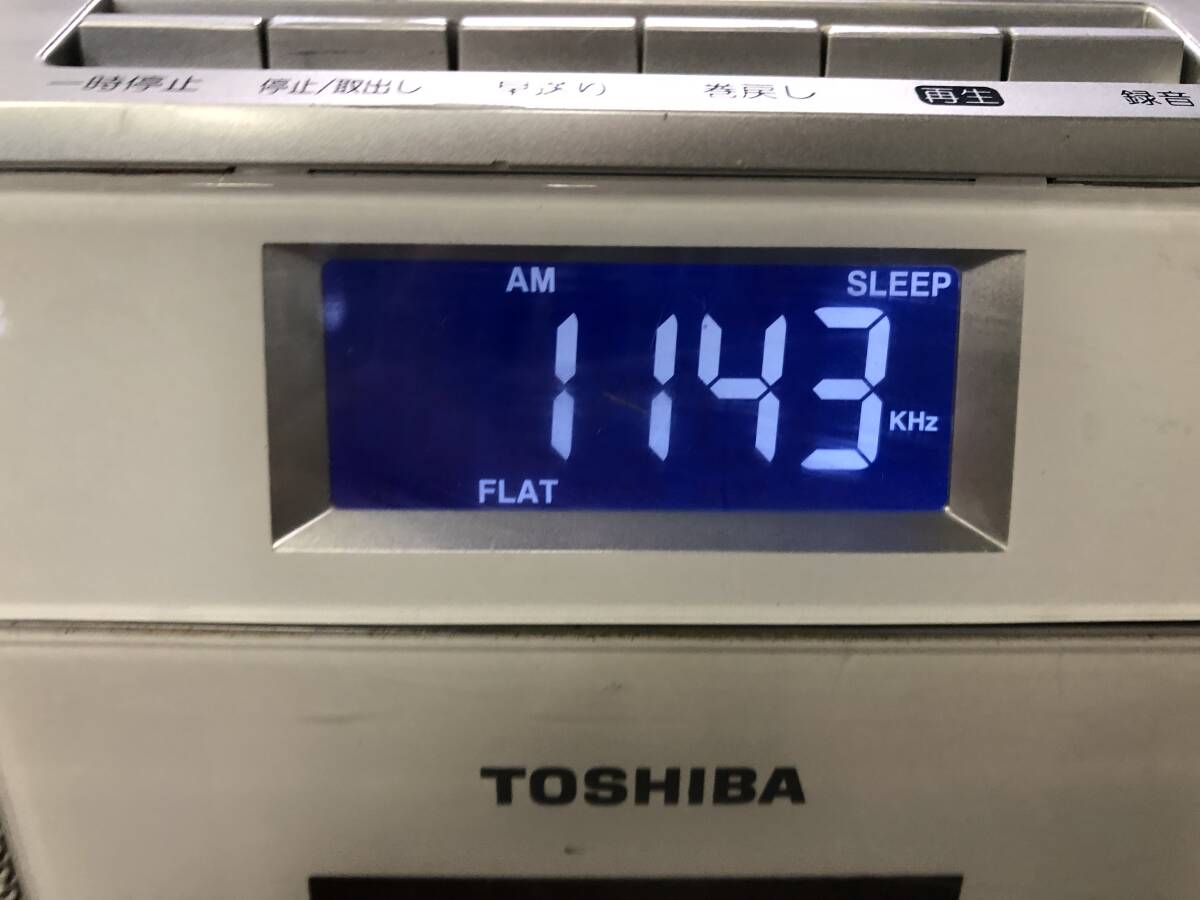 一時停止 停止/取出し 早送り 巻戻し 再生 録音
AM SLEEP
1143 KHz
FLAT
TOSHIBA